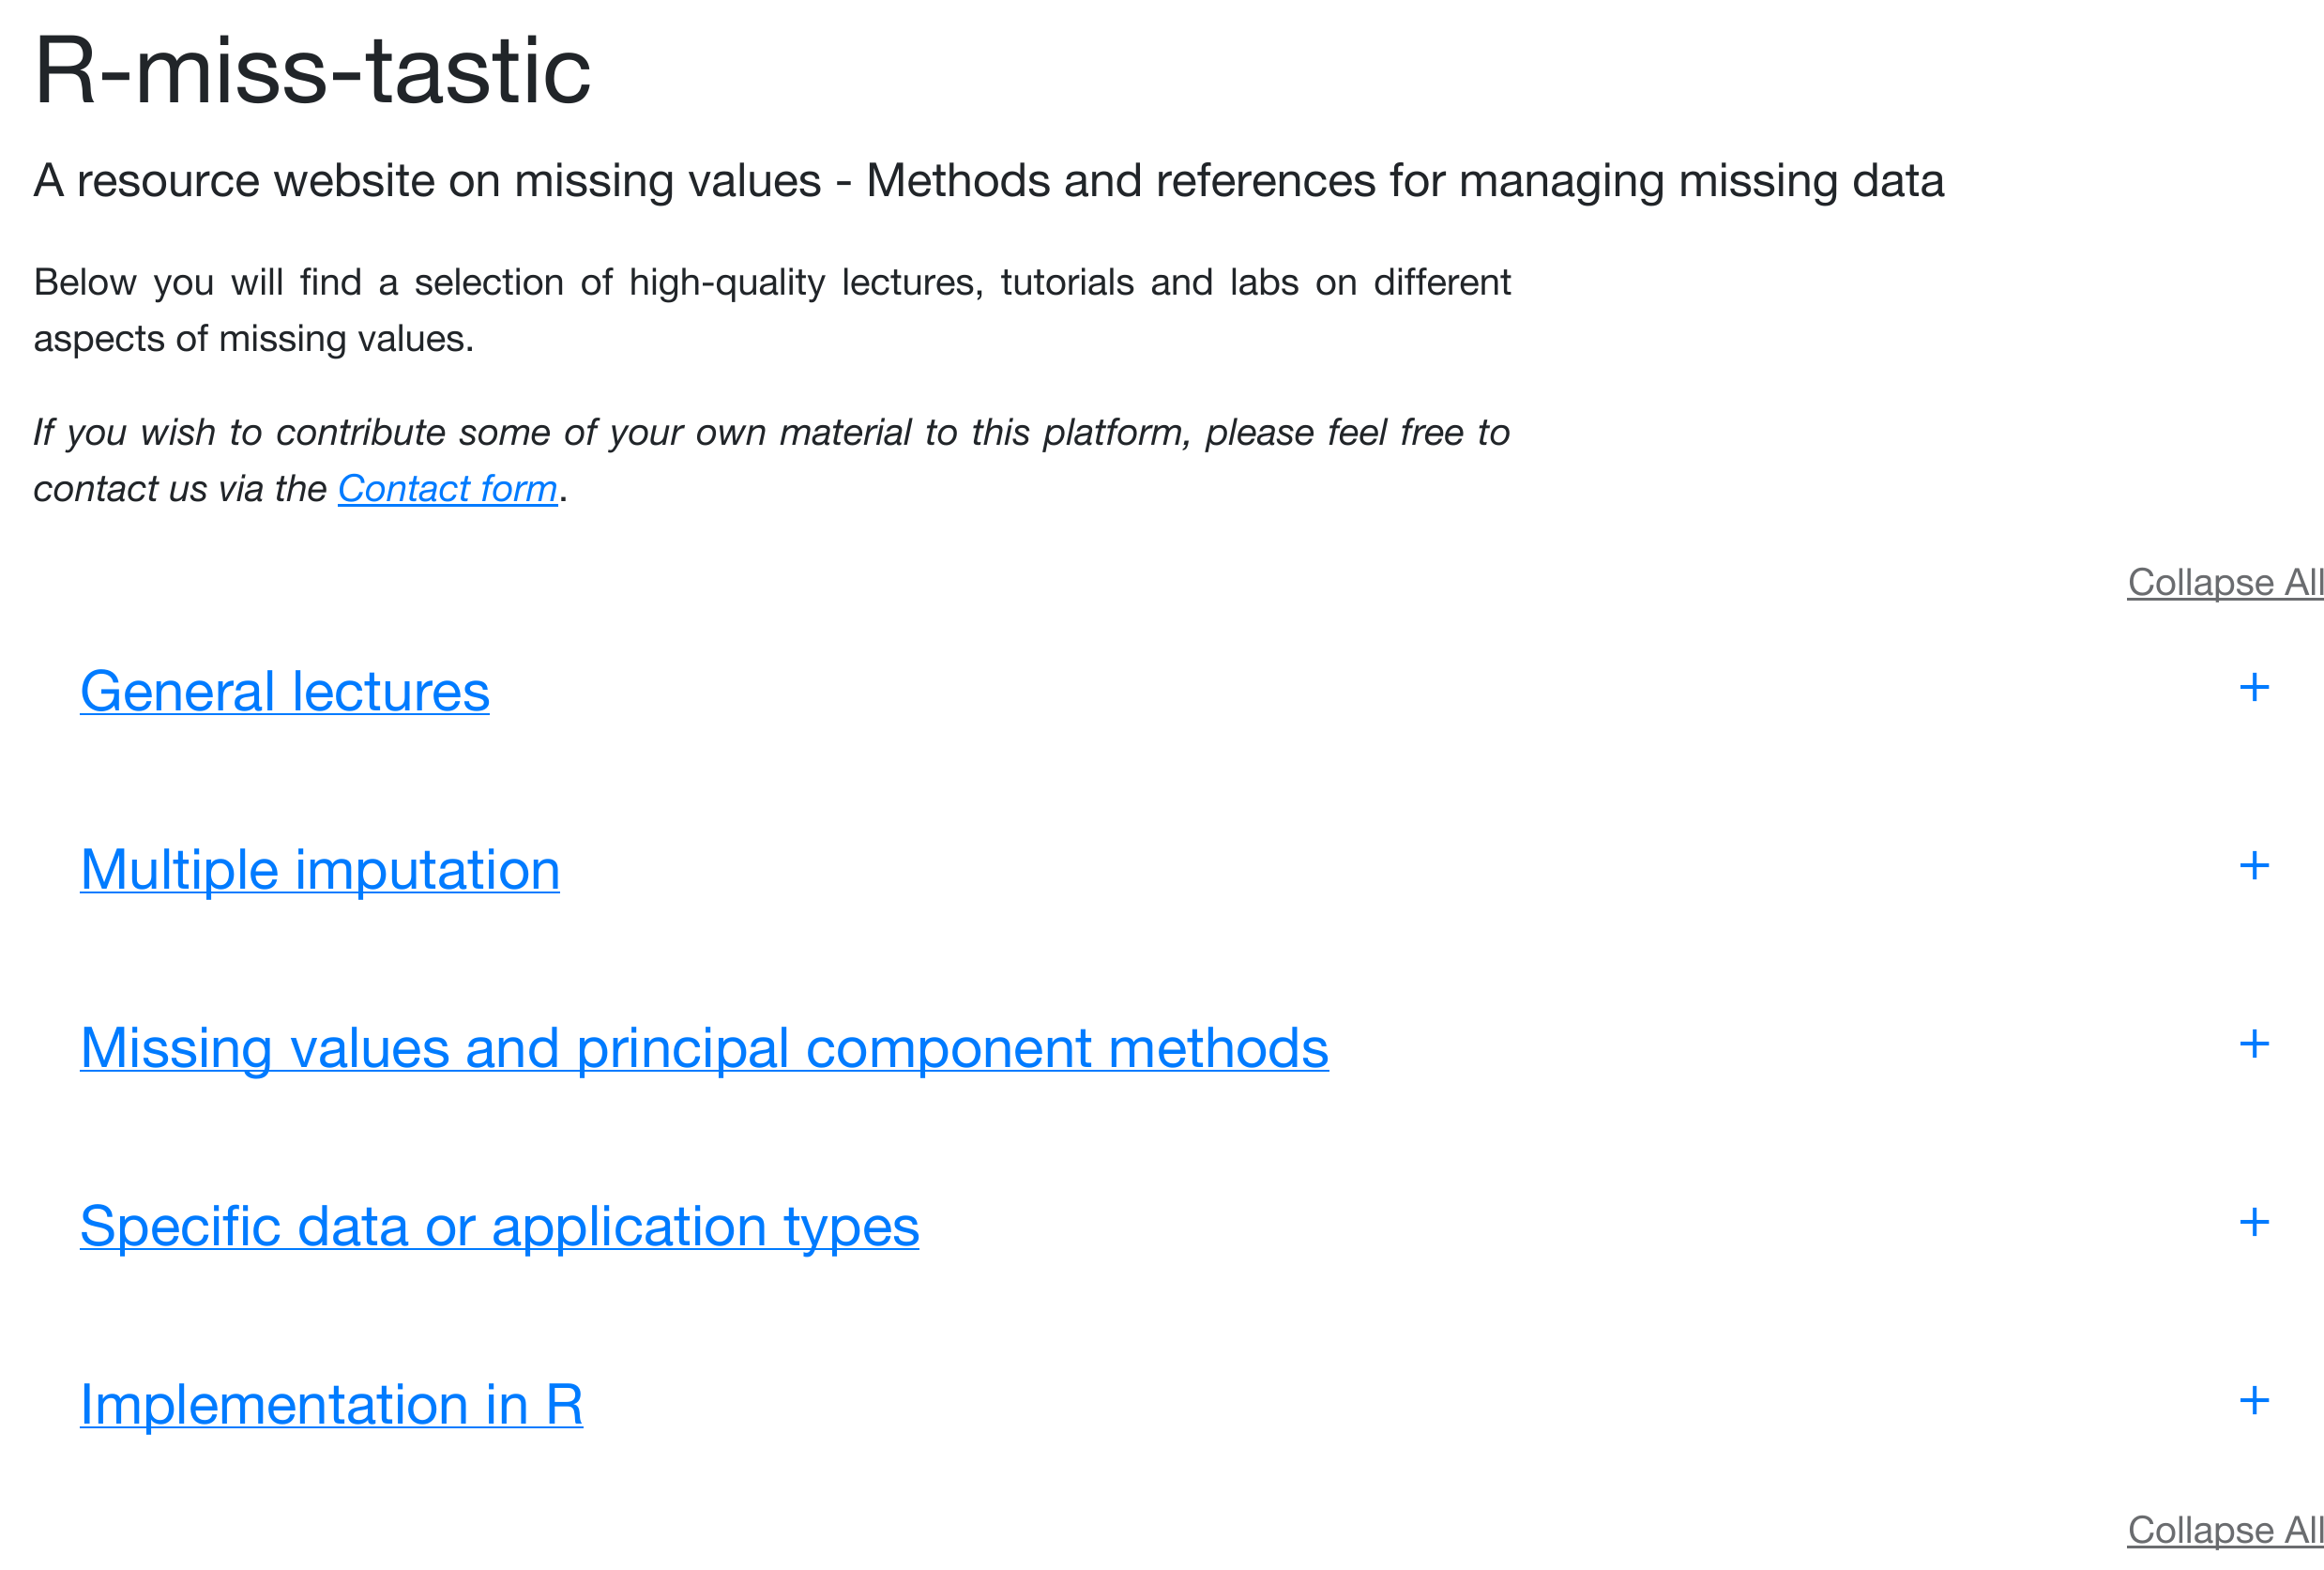 R-miss-tastic
A resource website on missing values - Methods and references for managing missing data
Below you will find a selection of high-quality lectures, tutorials and labs on different
aspects of missing values.
If you wish to contribute some of your own material to this platform, please feel free to
contact us via the Contact form.
Collapse All
General lectures +
Multiple imputation +
Missing values and principal component methods +
Specific data or application types +
Implementation in R +
Collapse All